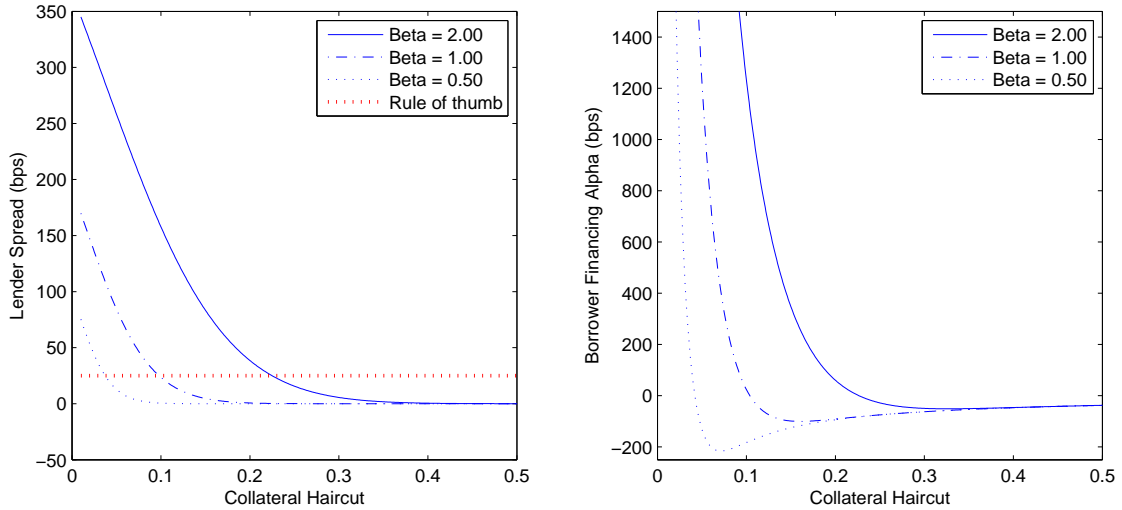 350
300
250
200
150
100
50
0
−50
Lender Spread (bps)
0
0.1
0.2
0.3
0.4
0.5
Collateral Haircut
Beta = 2.00
Beta = 1.00
Beta = 0.50
Rule of thumb
1400
1200
1000
800
600
400
200
0
−200
Borrower Financing Alpha (bps)
0
0.1
0.2
0.3
0.4
0.5
Collateral Haircut
Beta = 2.00
Beta = 1.00
Beta = 0.50